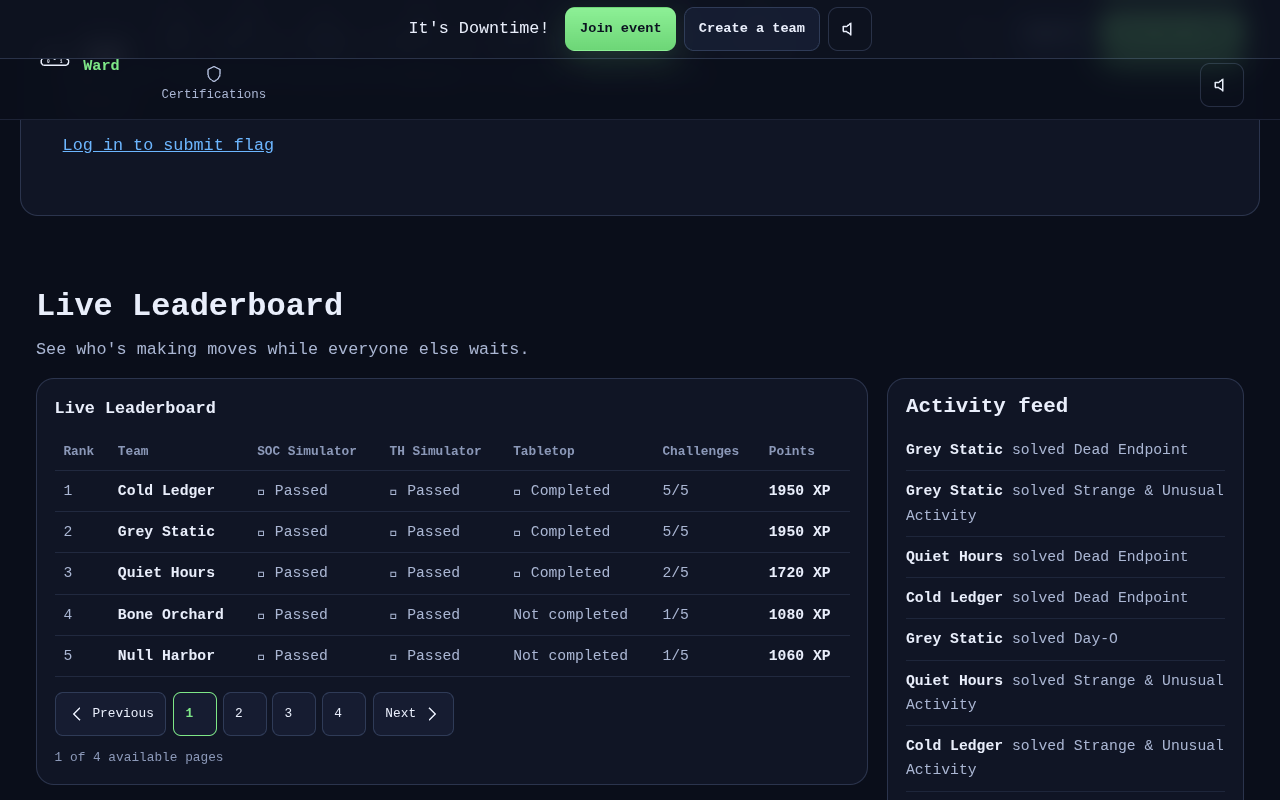 It's Downtime!
Join event
Create a team
Ward
Certifications
Log in to submit flag
Live Leaderboard
See who's making moves while everyone else waits.
Live Leaderboard
Rank Team SOC Simulator TH Simulator Tabletop Challenges Points
1 Cold Ledger Passed Passed Completed 5/5 1950 XP
2 Grey Static Passed Passed Completed 5/5 1950 XP
3 Quiet Hours Passed Passed Completed 2/5 1720 XP
4 Bone Orchard Passed Passed Not completed 1/5 1080 XP
5 Null Harbor Passed Passed Not completed 1/5 1060 XP
Previous 1 2 3 4 Next
1 of 4 available pages
Activity feed
Grey Static solved Dead Endpoint
Grey Static solved Strange & Unusual
Activity
Quiet Hours solved Dead Endpoint
Cold Ledger solved Dead Endpoint
Grey Static solved Day-O
Quiet Hours solved Strange & Unusual
Activity
Cold Ledger solved Strange & Unusual
Activity